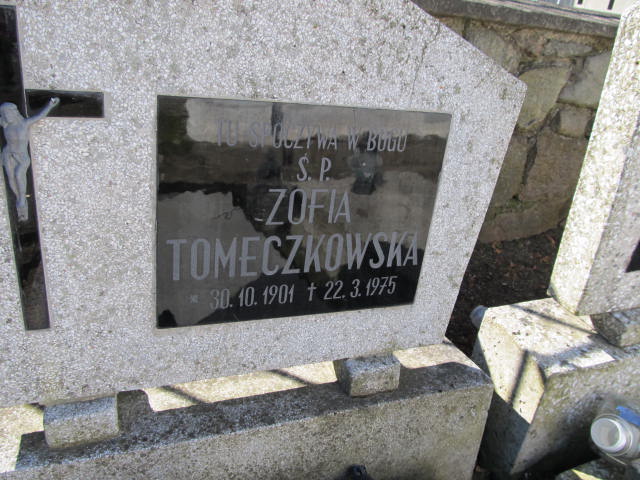 TU SPOCZYWA W BOGU
Ś. P.
ZOFIA
TOMECZKOWSKA
* 30.10.1901 † 22.3.1975